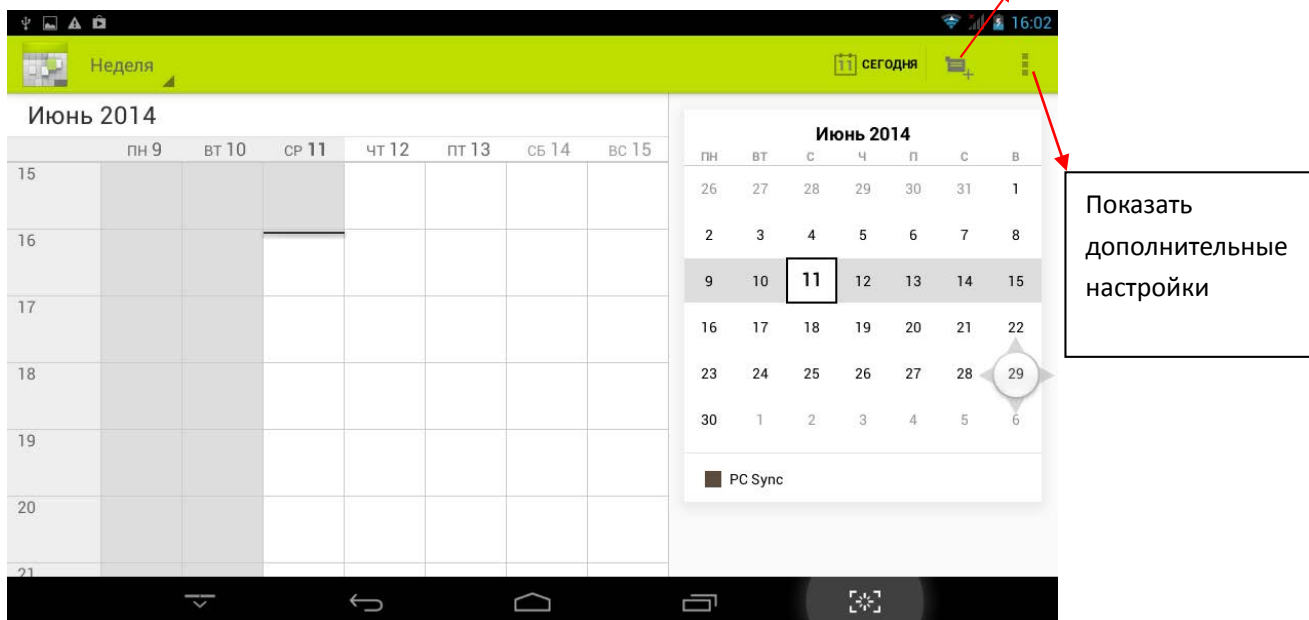 16:02
Неделя
11 СЕГОДНЯ
Июнь 2014
ПН 9 ВТ 10 СР 11 ЧТ 12 ПТ 13 СБ 14 ВС 15
15
16
17
18
19
20
21
Июнь 2014
ПН ВТ С Ч П С В
26 27 28 29 30 31 1
2 3 4 5 6 7 8
9 10 11 12 13 14 15
16 17 18 19 20 21 22
23 24 25 26 27 28 29
30 1 2 3 4 5 6
PC Sync
Показать
дополнительные
настройки